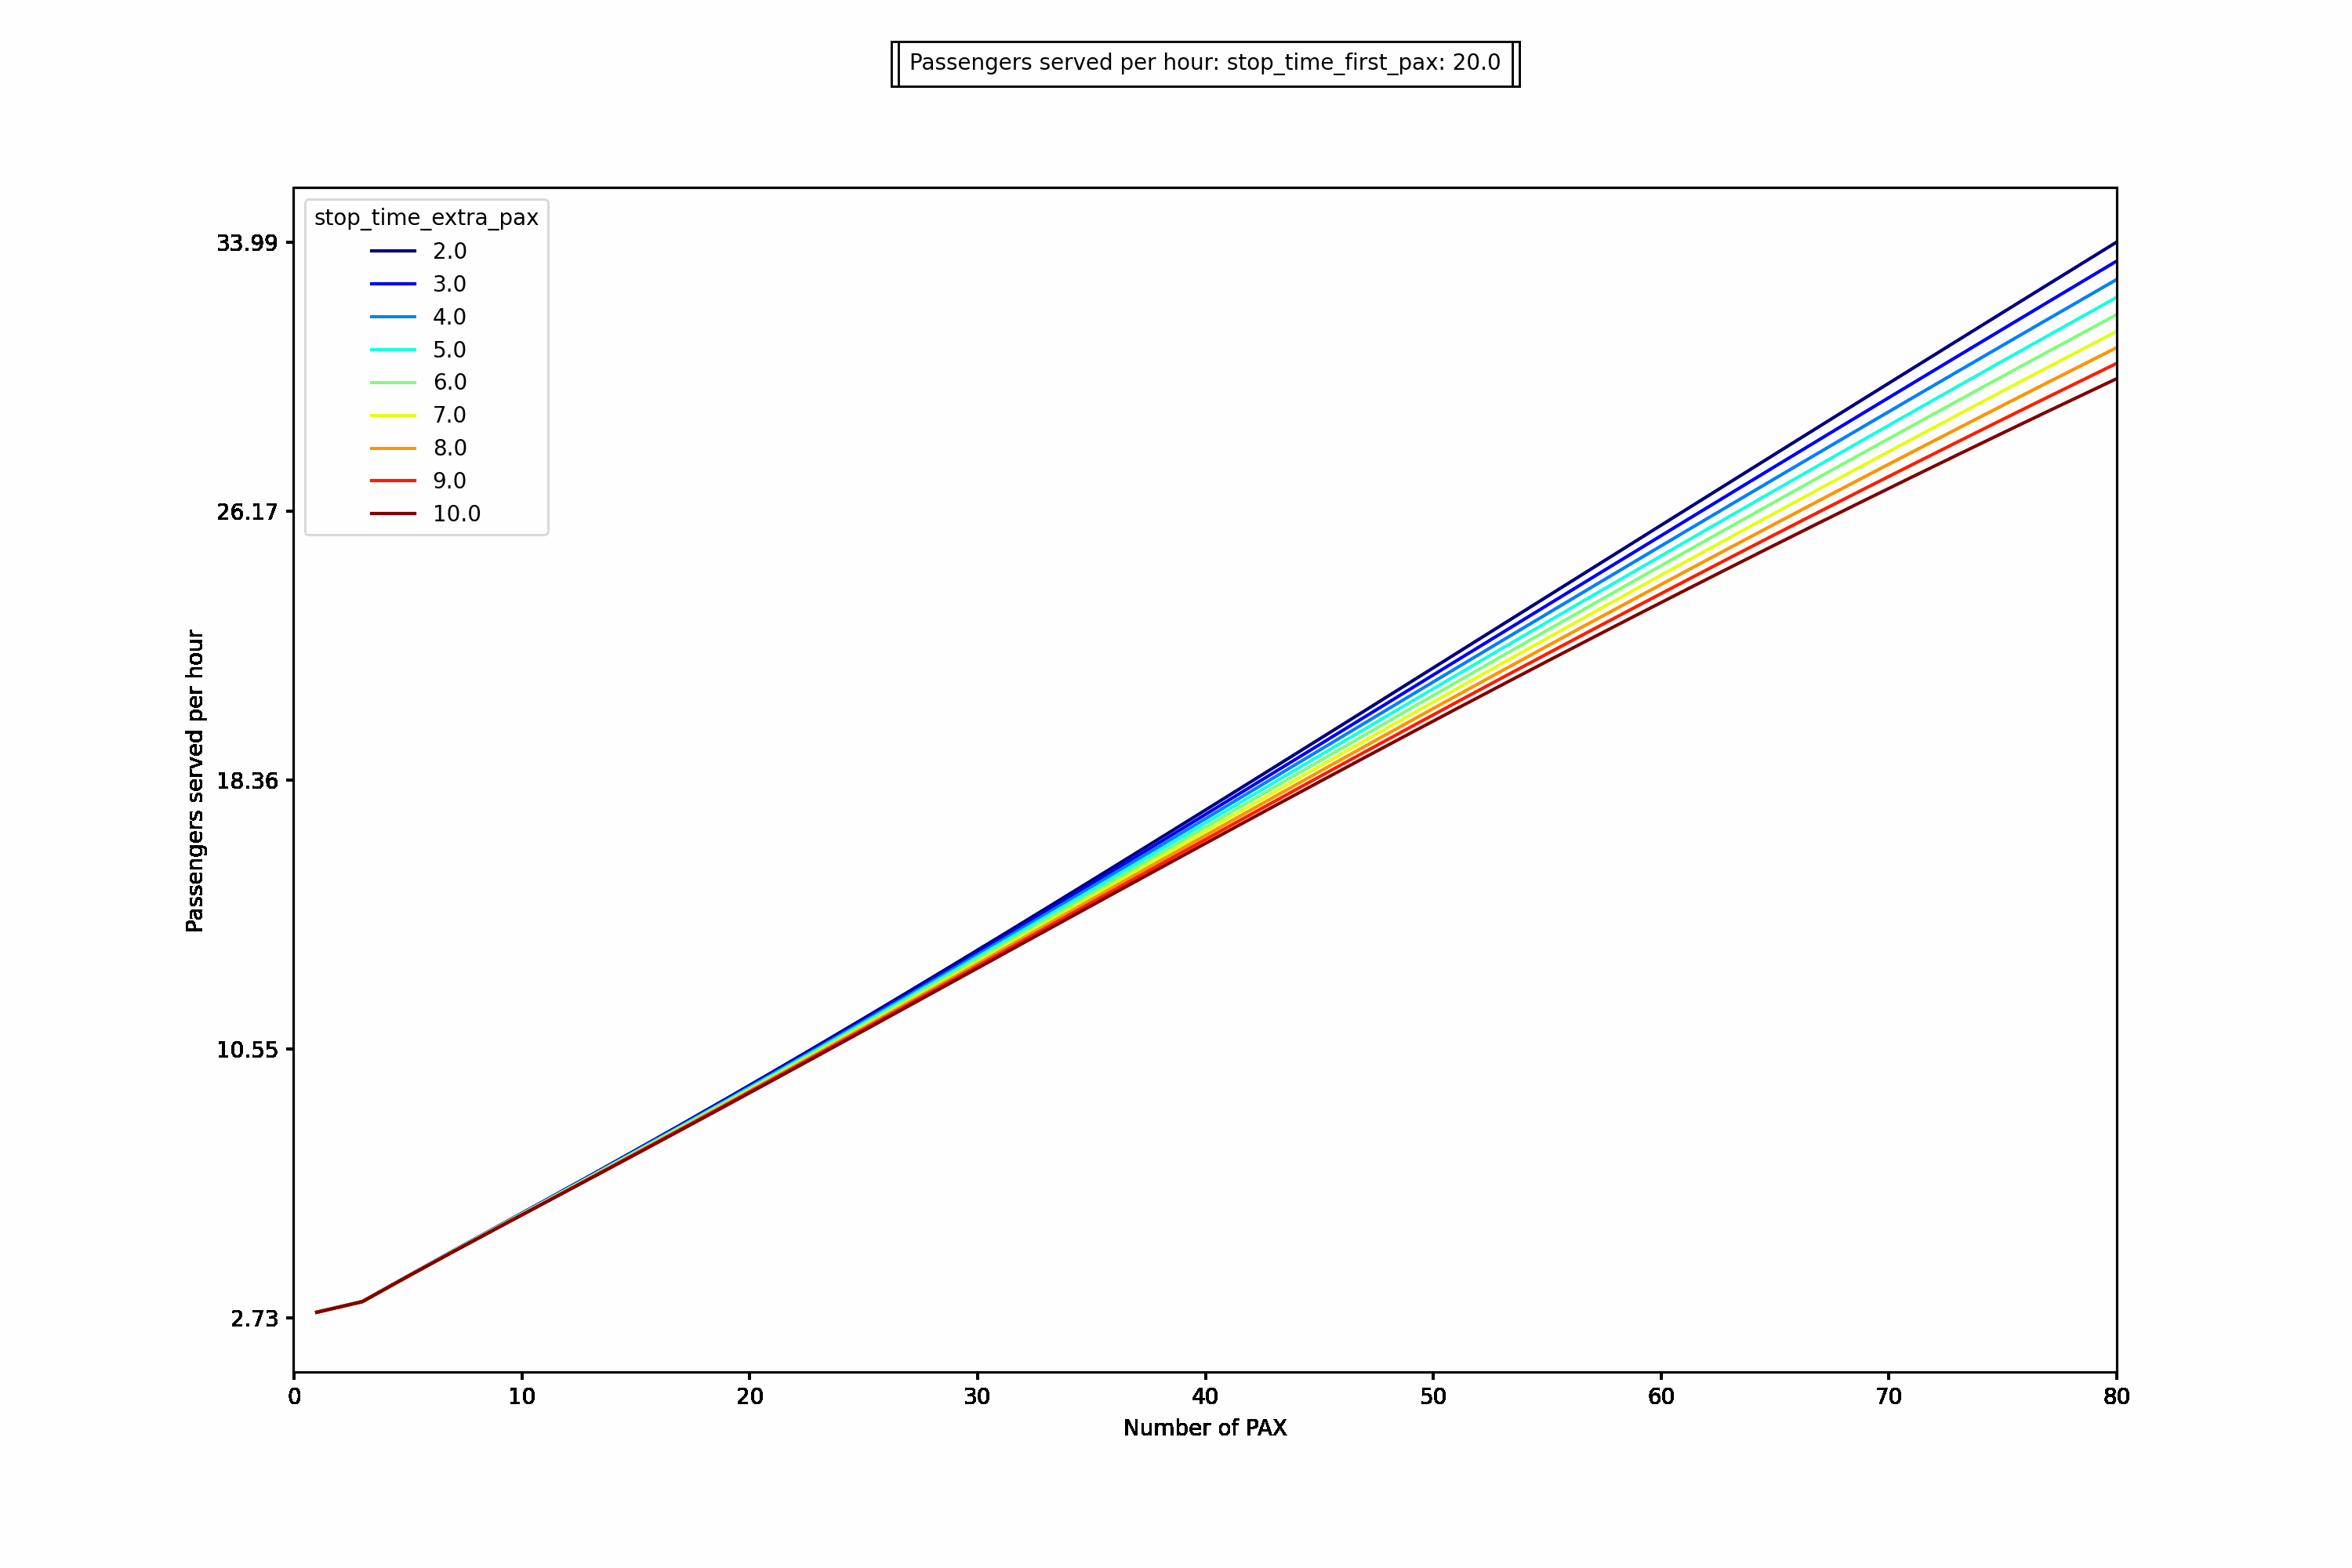 Passengers served per hour: stop_time_first_pax: 20.0
stop_time_extra_pax
2.0
3.0
4.0
5.0
6.0
7.0
8.0
9.0
10.0
33.99
26.17
18.36
10.55
2.73
Passengers served per hour
0 10 20 30 40 50 60 70 80
Number of PAX